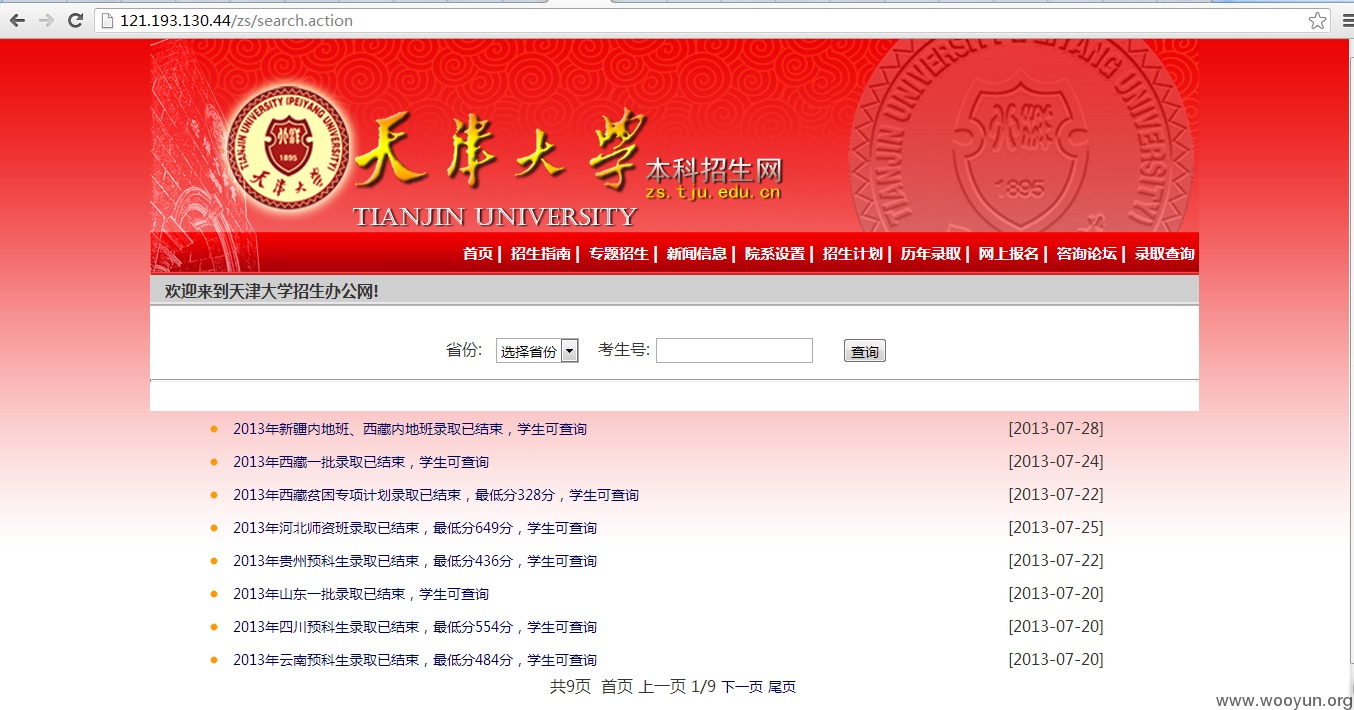 121.193.130.44/zs/search.action
TIANJIN UNIVERSITY (PEIYANG UNIVERSITY)
1895
天津大学
天津大学
本科招生网
zs.tju.edu.cn
TIANJIN UNIVERSITY
1895
首页 | 招生指南 | 专题招生 | 新闻信息 | 院系设置 | 招生计划 | 历年录取 | 网上报名 | 咨询论坛 | 录取查询
欢迎来到天津大学招生办公网!
省份: 选择省份 考生号: 查询
2013年新疆内地班、西藏内地班录取已结束，学生可查询 [2013-07-28]
2013年西藏一批录取已结束，学生可查询 [2013-07-24]
2013年西藏贫困专项计划录取已结束，最低分328分，学生可查询 [2013-07-22]
2013年河北师资班录取已结束，最低分649分，学生可查询 [2013-07-25]
2013年贵州预科生录取已结束，最低分436分，学生可查询 [2013-07-22]
2013年山东一批录取已结束，学生可查询 [2013-07-20]
2013年四川预科生录取已结束，最低分554分，学生可查询 [2013-07-20]
2013年云南预科生录取已结束，最低分484分，学生可查询 [2013-07-20]
共9页 首页 上一页 1/9 下一页 尾页
www.wooyun.org